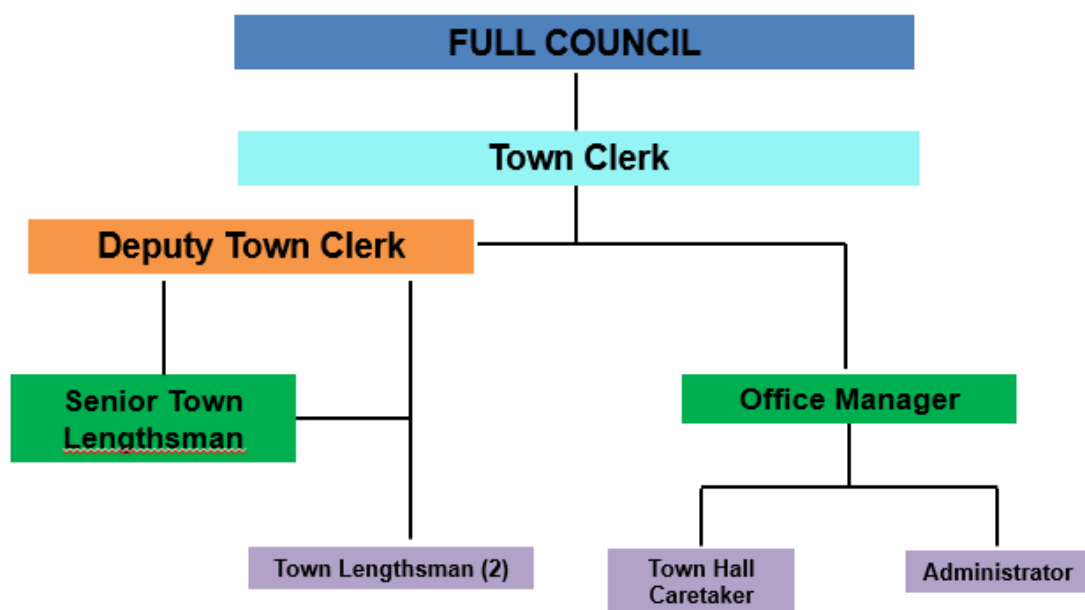 FULL COUNCIL
Town Clerk
Deputy Town Clerk
Senior Town
Lengthsman
Office Manager
Town Lengthsman (2)
Town Hall
Caretaker
Administrator